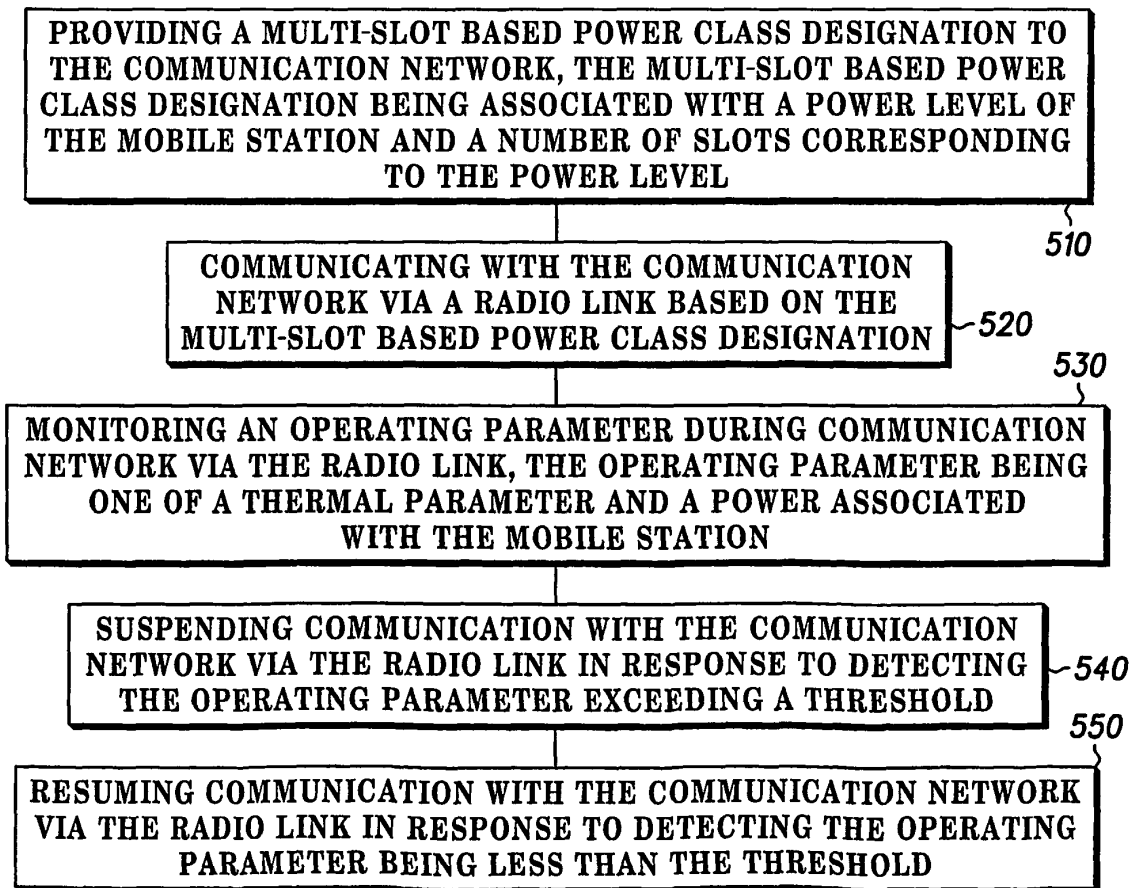 PROVIDING A MULTI-SLOT BASED POWER CLASS DESIGNATION TO
THE COMMUNICATION NETWORK, THE MULTI-SLOT BASED POWER
CLASS DESIGNATION BEING ASSOCIATED WITH A POWER LEVEL OF
THE MOBILE STATION AND A NUMBER OF SLOTS CORRESPONDING
TO THE POWER LEVEL
510
COMMUNICATING WITH THE COMMUNICATION
NETWORK VIA A RADIO LINK BASED ON THE
MULTI-SLOT BASED POWER CLASS DESIGNATION
520
530
MONITORING AN OPERATING PARAMETER DURING COMMUNICATION
NETWORK VIA THE RADIO LINK, THE OPERATING PARAMETER BEING
ONE OF A THERMAL PARAMETER AND A POWER ASSOCIATED
WITH THE MOBILE STATION
SUSPENDING COMMUNICATION WITH THE COMMUNICATION
NETWORK VIA THE RADIO LINK IN RESPONSE TO DETECTING
THE OPERATING PARAMETER EXCEEDING A THRESHOLD
540
550
RESUMING COMMUNICATION WITH THE COMMUNICATION NETWORK
VIA THE RADIO LINK IN RESPONSE TO DETECTING THE OPERATING
PARAMETER BEING LESS THAN THE THRESHOLD